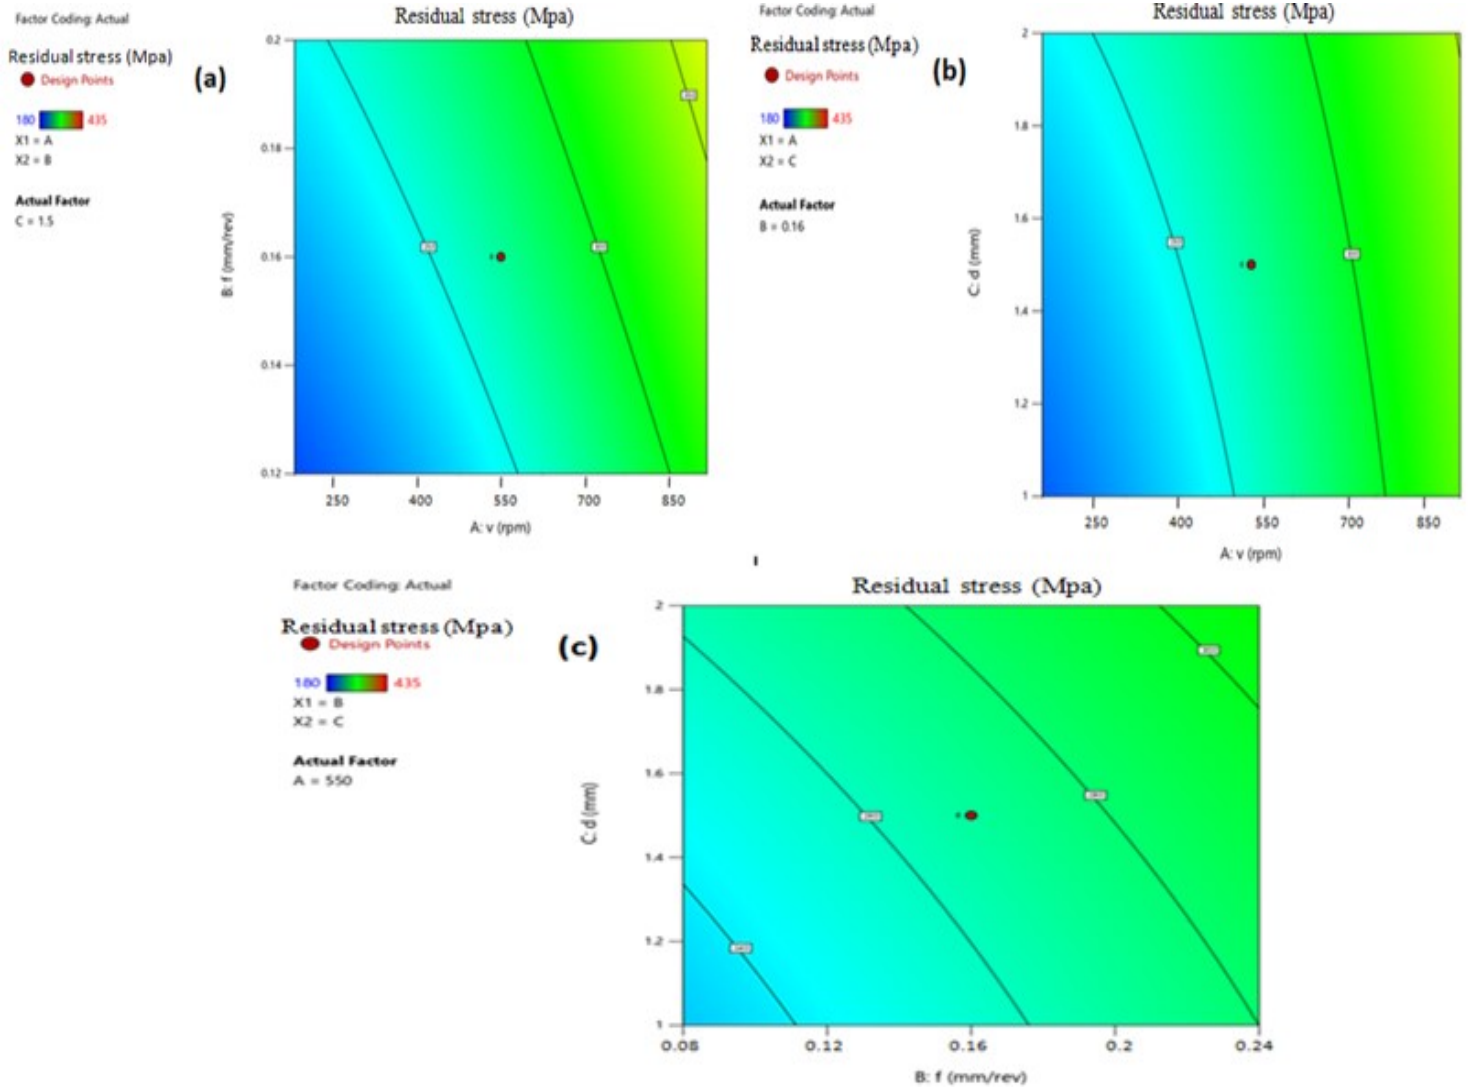 Factor Coding: Actual
Residual stress (Mpa)
Residual stress (Mpa)
Design Points
(a)
180 435
X1 = A
X2 = B
Actual Factor
C = 1.5
B: f (mm/rev)
0.2
0.18
0.16
0.14
0.12
250 400 550 700 850
A: v (rpm)
Factor Coding: Actual
Residual stress (Mpa)
Residual stress (Mpa)
Design Points
(b)
180 435
X1 = A
X2 = C
Actual Factor
B = 0.16
C: d (mm)
2
1.8
1.6
1.4
1.2
1
250 400 550 700 850
A: v (rpm)
Factor Coding: Actual
Residual stress (Mpa)
Residual stress (Mpa)
Design Points
(c)
180 435
X1 = B
X2 = C
Actual Factor
A = 550
C: d (mm)
2
1.8
1.6
1.4
1.2
1
0.08 0.12 0.16 0.2 0.24
B: f (mm/rev)